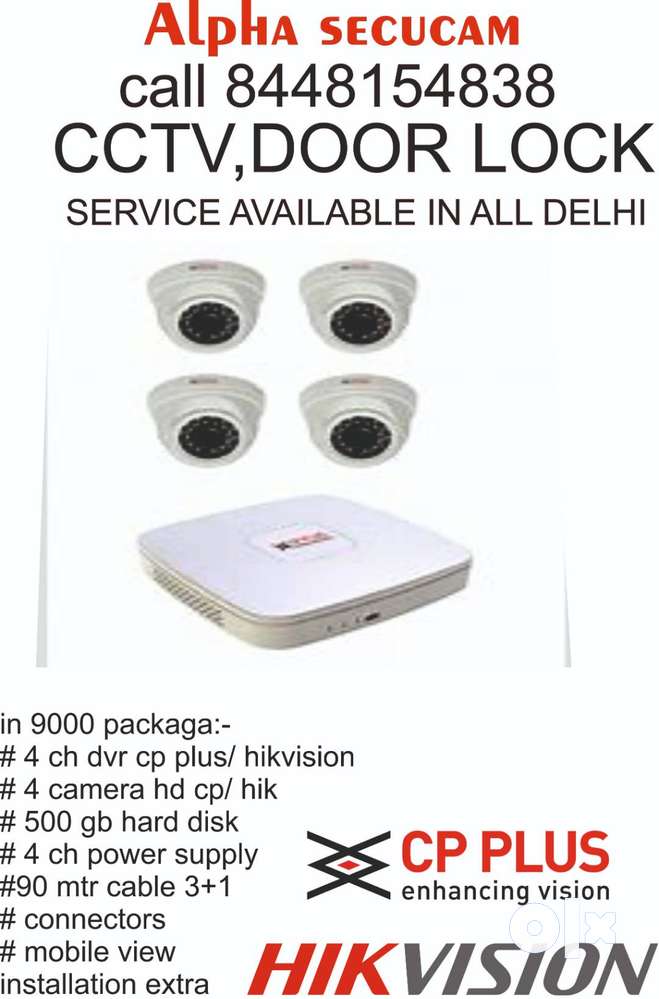 Alpha SECUCAM
call 8448154838
CCTV,DOOR LOCK
SERVICE AVAILABLE IN ALL DELHI
CP PLUS
in 9000 packaga:-
# 4 ch dvr cp plus/ hikvision
# 4 camera hd cp/ hik
# 500 gb hard disk
# 4 ch power supply
#90 mtr cable 3+1
# connectors
# mobile view
installation extra
CP PLUS
enhancing vision
olx
HIKVISION